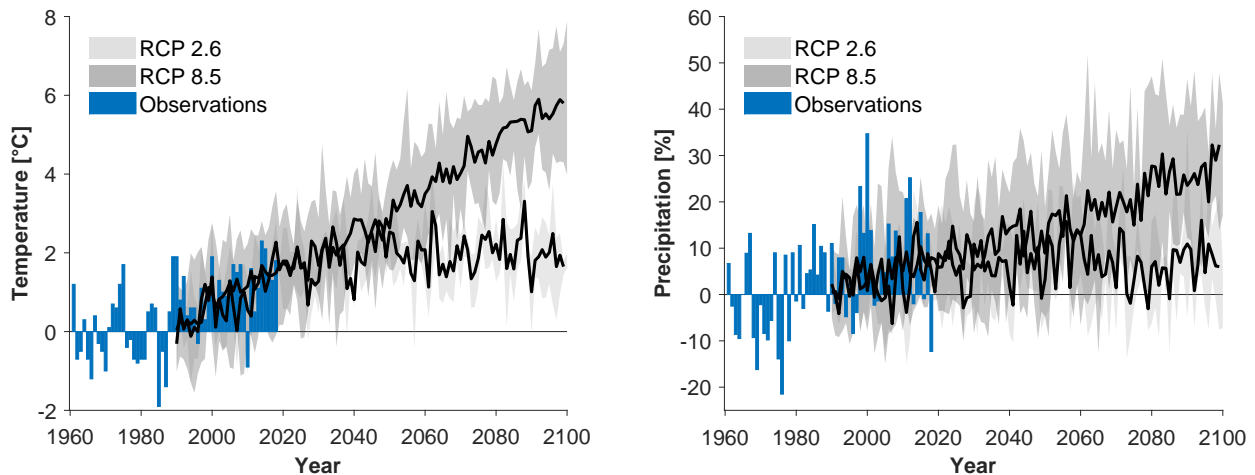 8
6
4
2
0
-2
Temperature [°C]
RCP 2.6
RCP 8.5
Observations
1960 1980 2000 2020 2040 2060 2080 2100
Year
60
50
40
30
20
10
0
-10
-20
Precipitation [%]
RCP 2.6
RCP 8.5
Observations
1960 1980 2000 2020 2040 2060 2080 2100
Year